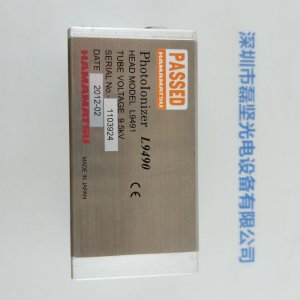 PASSED
HAMAMATSU
PhotoIonizer L9490
HEAD MODEL L9491
TUBE VOLTAGE 9.5kV
SERIAL No. 1103924
2012-02
CE
HAMAMATSU
MADE IN JAPAN
深圳市磊坚光电设备有限公司